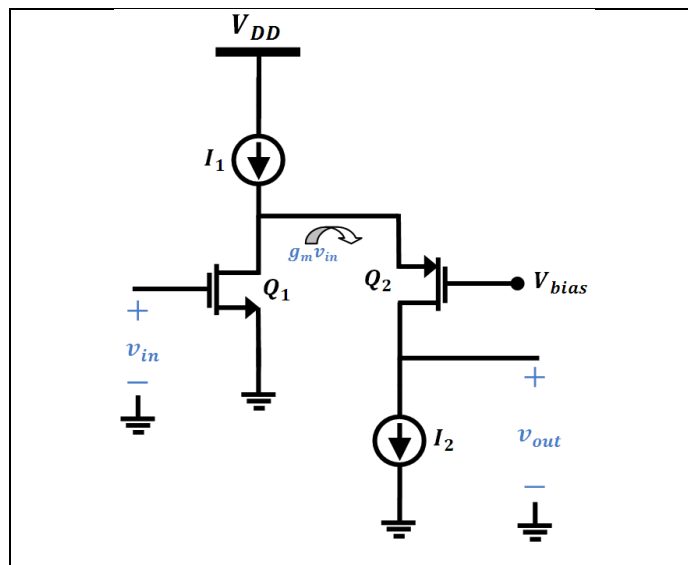 V_DD
I_1
g_m v_in
Q_1
Q_2
V_bias
+
v_in
−
+
I_2
v_out
−